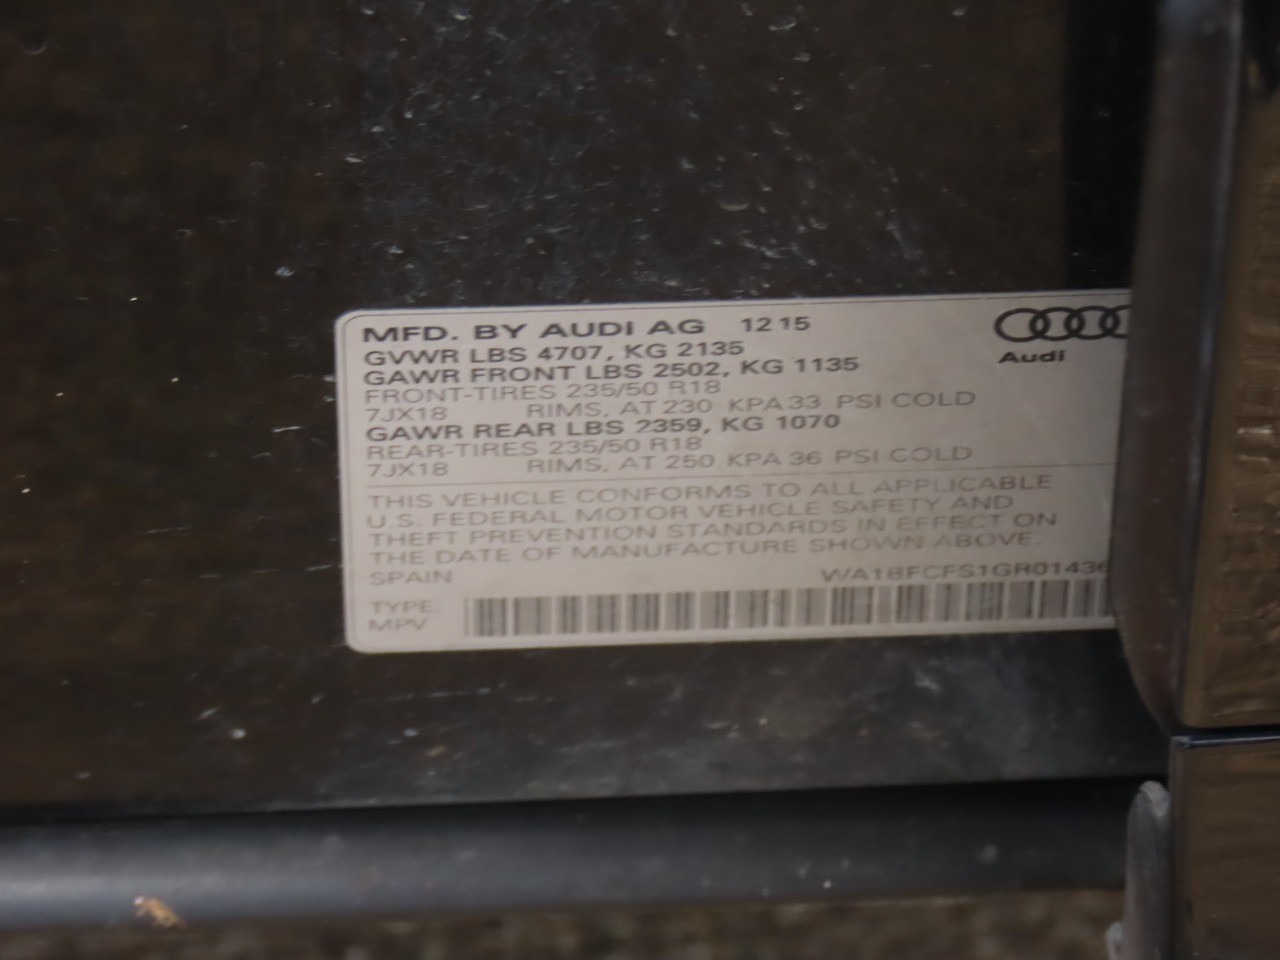 MFD. BY AUDI AG 12 15
GVWR LBS 4707, KG 2135
GAWR FRONT LBS 2502, KG 1135
FRONT-TIRES 235/50 R18
7JX18 RIMS, AT 230 KPA 33 PSI COLD
GAWR REAR LBS 2359, KG 1070
REAR-TIRES 235/50 R18
7JX18 RIMS, AT 250 KPA 36 PSI COLD
Audi
THIS VEHICLE CONFORMS TO ALL APPLICABLE
U.S. FEDERAL MOTOR VEHICLE SAFETY AND
THEFT PREVENTION STANDARDS IN EFFECT ON
THE DATE OF MANUFACTURE SHOWN ABOVE.
SPAIN
TYPE:
MPV